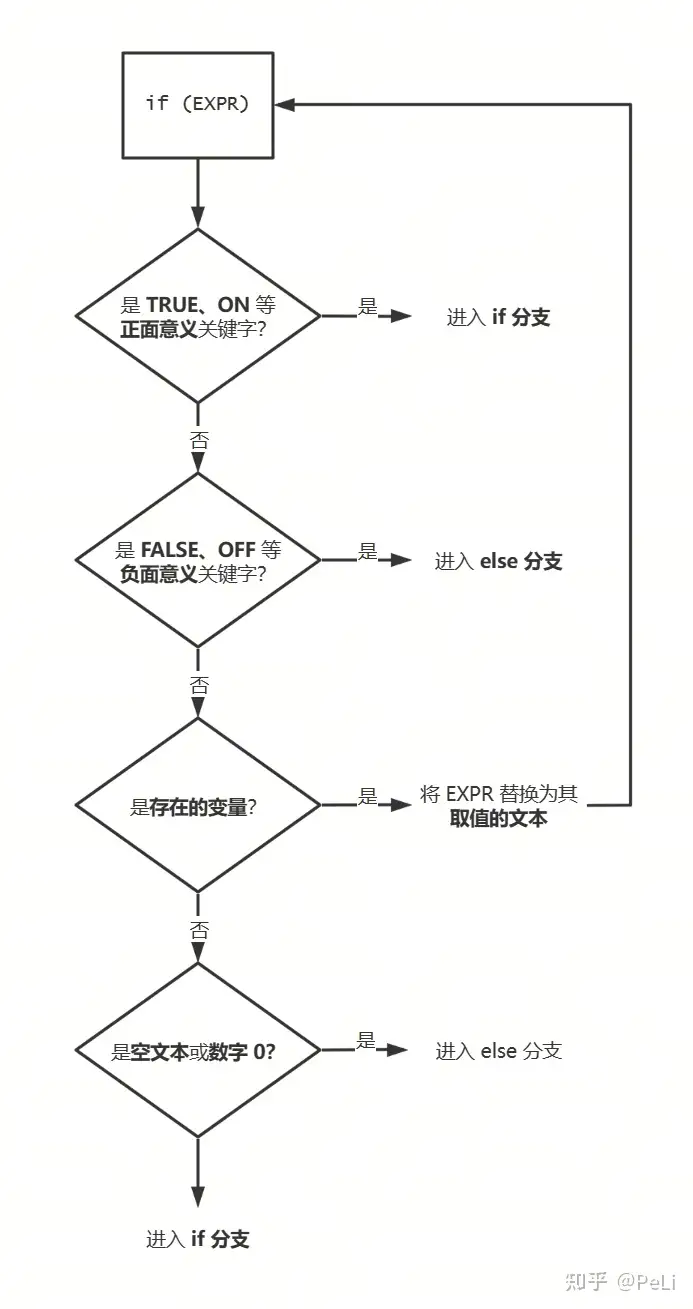 if (EXPR)
是 TRUE、ON 等
正面意义关键字？
是
进入 if 分支
否
是 FALSE、OFF 等
负面意义关键字？
是
进入 else 分支
否
是存在的变量？
是
将 EXPR 替换为其
取值的文本
否
是空文本或数字 0？
是
进入 else 分支
进入 if 分支
知乎 @PeLi